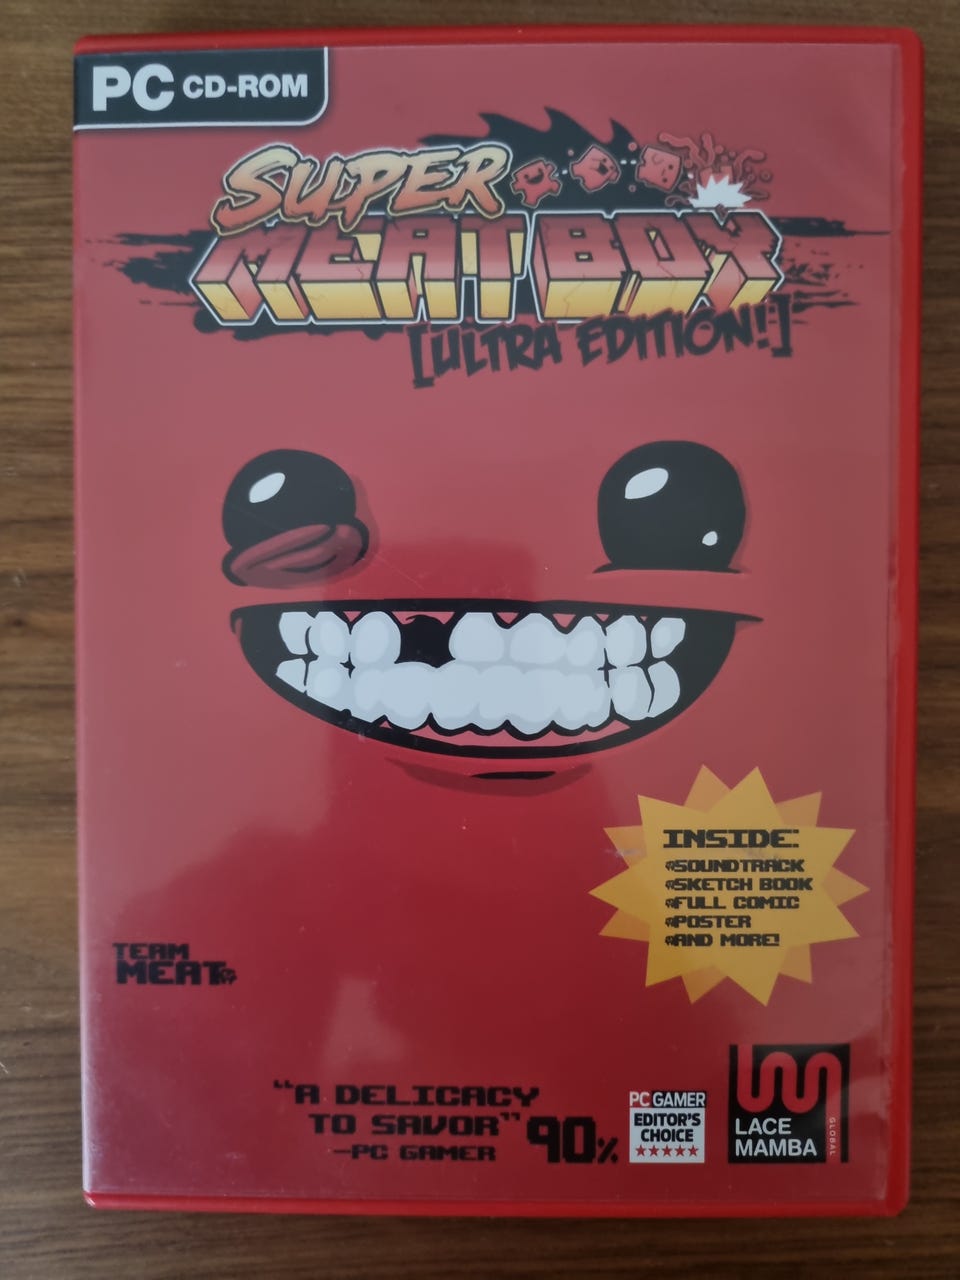 PC CD-ROM
SUPER
MEAT BOY
[ULTRA EDITION!]
INSIDE:
SOUNDTRACK
SKETCH BOOK
FULL COMIC
POSTER
AND MORE!
TEAM
MEAT
"A DELICACY
TO SAVOR"
-PC GAMER
90%
PC GAMER
EDITOR'S
CHOICE
LACE
MAMBA
GLOBAL